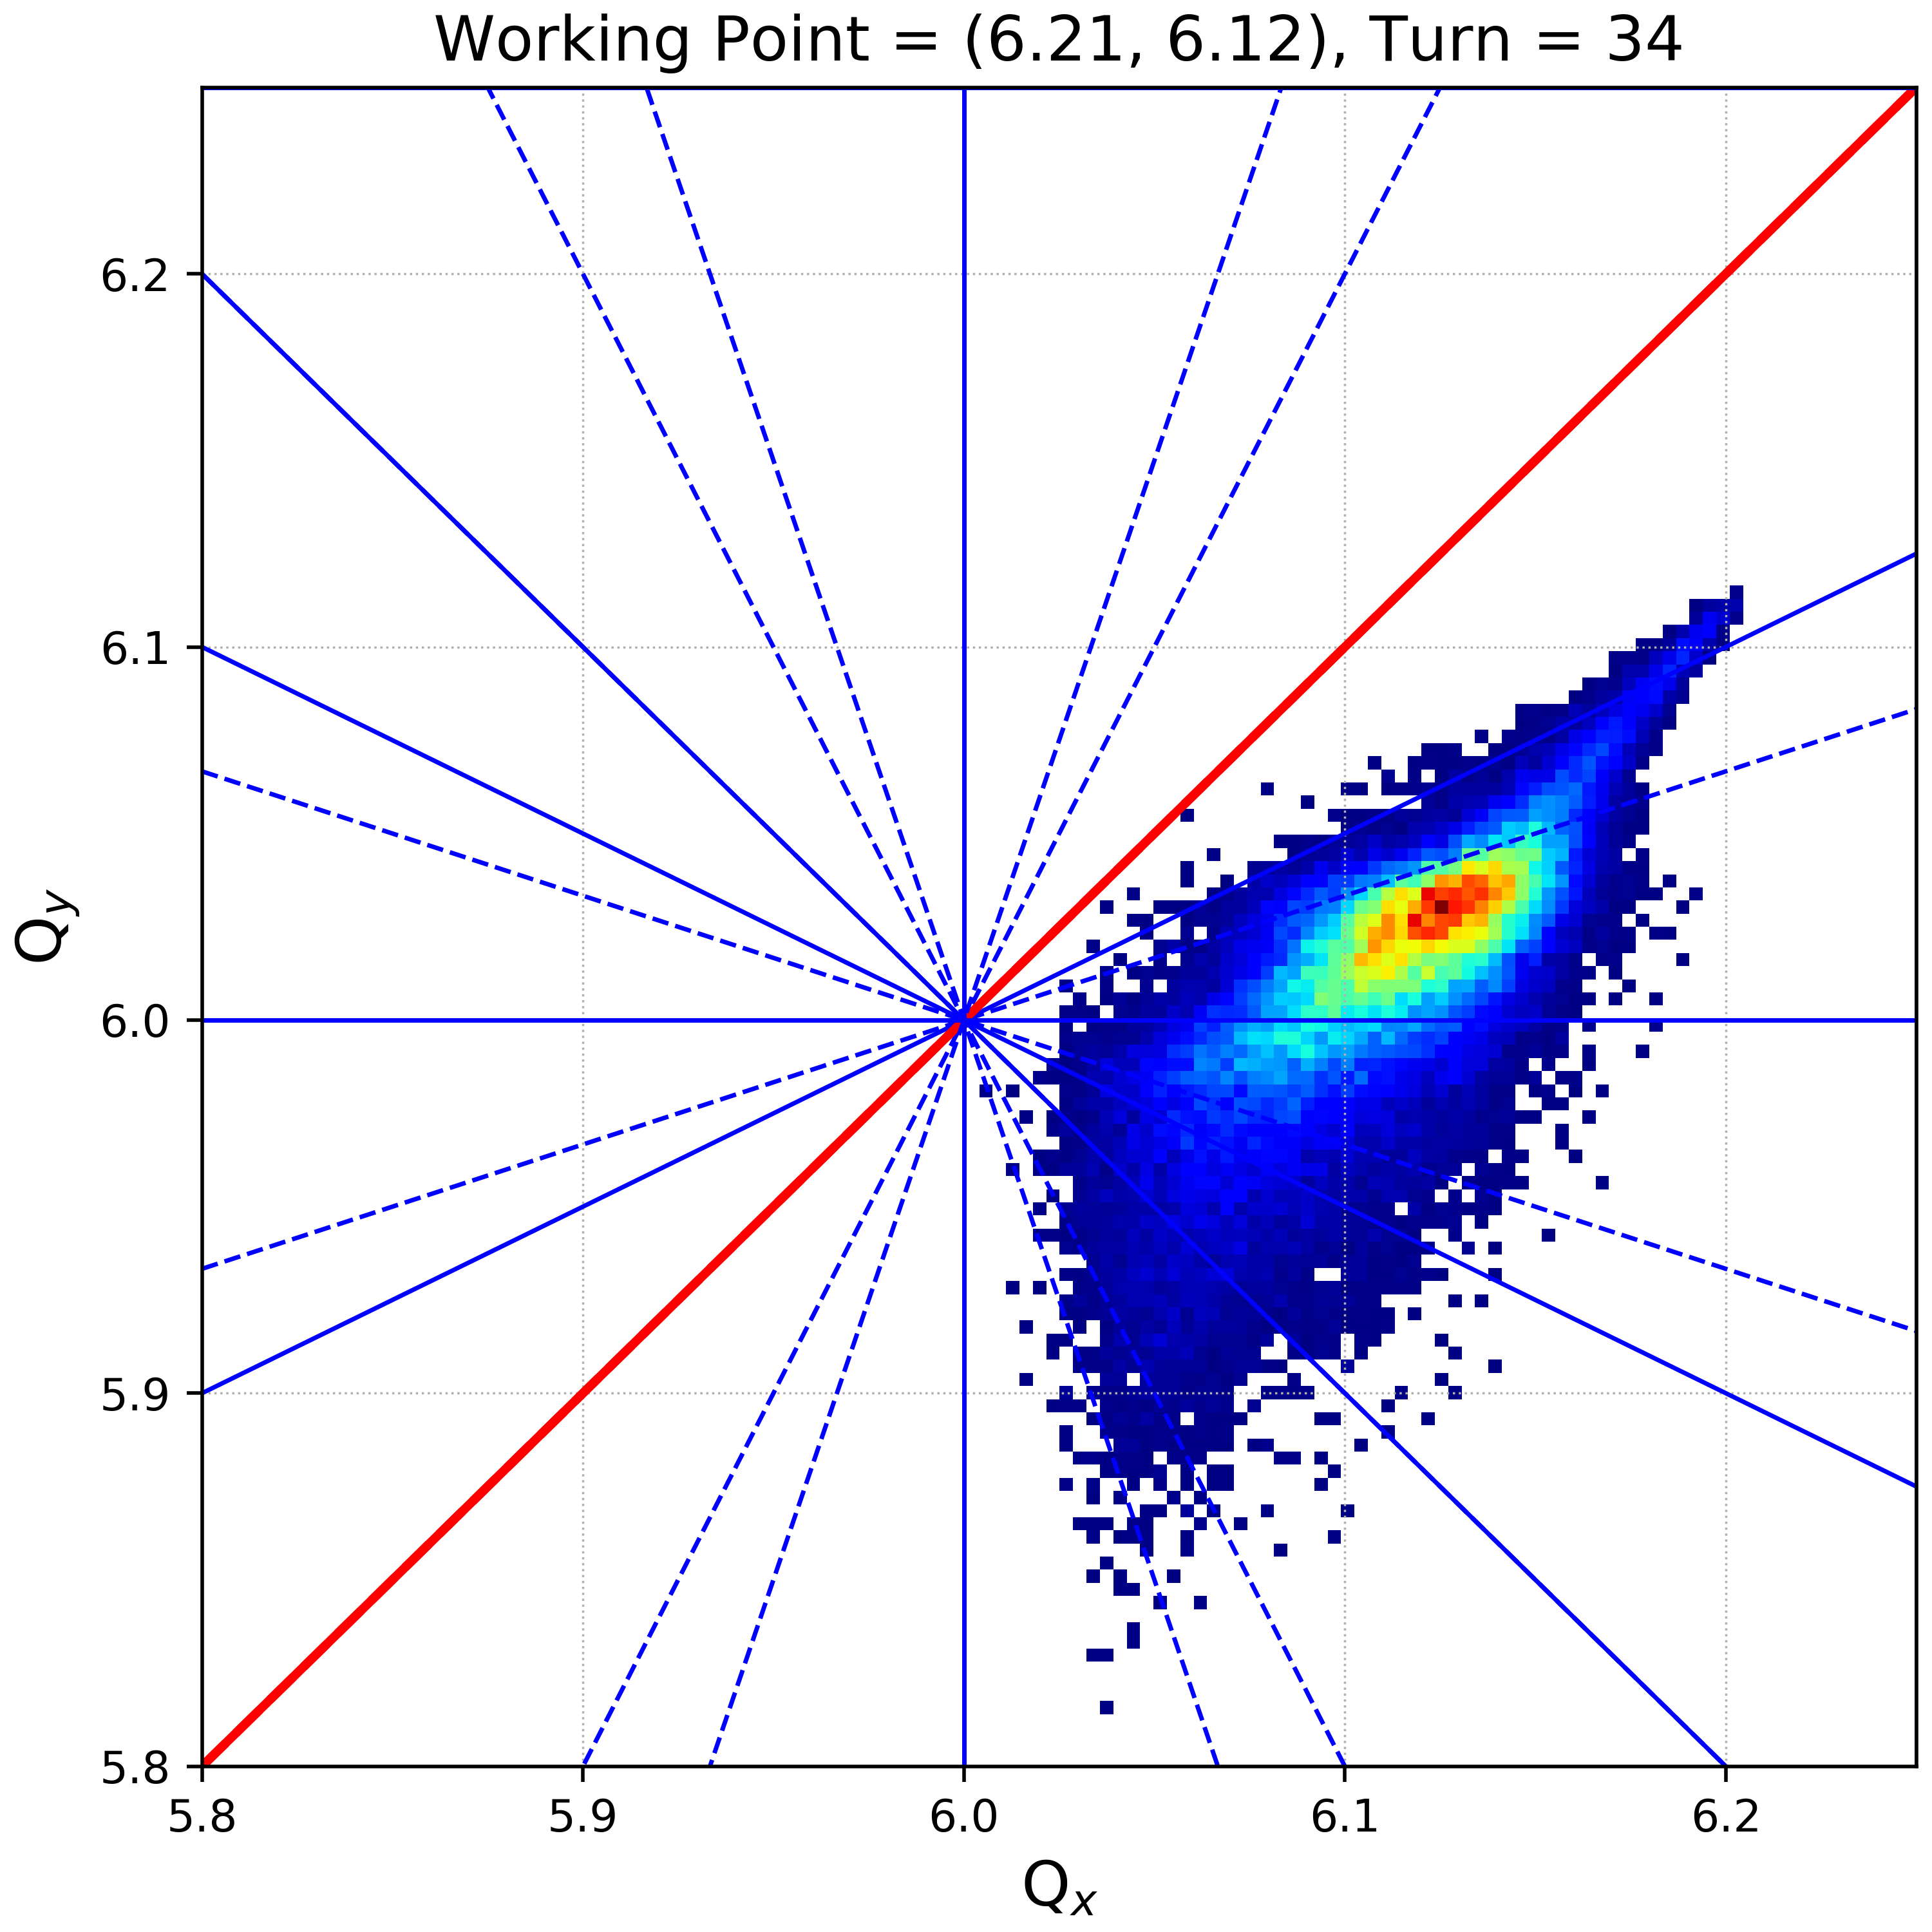 Working Point = (6.21, 6.12), Turn = 34
6.2
6.1
6.0
5.9
5.8
Qy
5.8 5.9 6.0 6.1 6.2
Qx